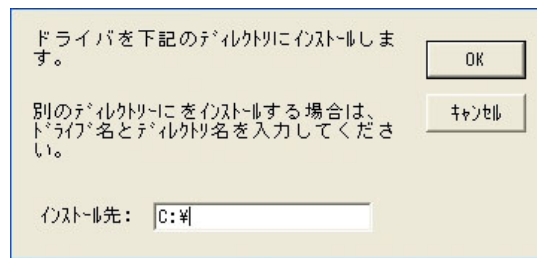 ドライバを下記のﾃﾞｨﾚｸﾄﾘにｲﾝｽﾄｰﾙしま
す。
OK
別のﾃﾞｨﾚｸﾄﾘｰにをｲﾝｽﾄｰﾙする場合は、
ﾄﾞﾗｲﾌﾞ名とﾃﾞｨﾚｸﾄﾘ名を入力してくださ
い。
ｷｬﾝｾﾙ
ｲﾝｽﾄｰﾙ先：
C:¥